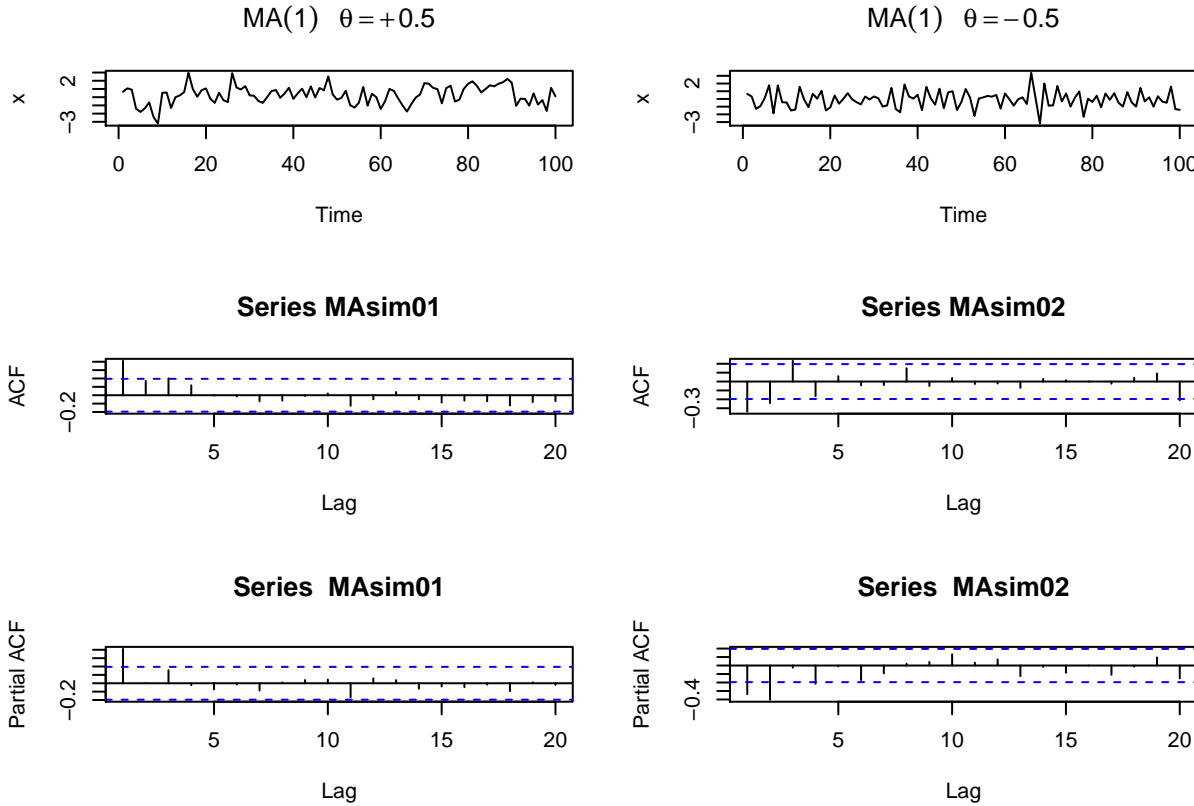 MA(1) θ = +0.5
x
2
−3
0 20 40 60 80 100
Time
MA(1) θ = −0.5
x
2
−3
0 20 40 60 80 100
Time
Series MAsim01
ACF
−0.2
5 10 15 20
Lag
Series MAsim02
ACF
−0.3
5 10 15 20
Lag
Series MAsim01
Partial ACF
−0.2
5 10 15 20
Lag
Series MAsim02
Partial ACF
−0.4
5 10 15 20
Lag